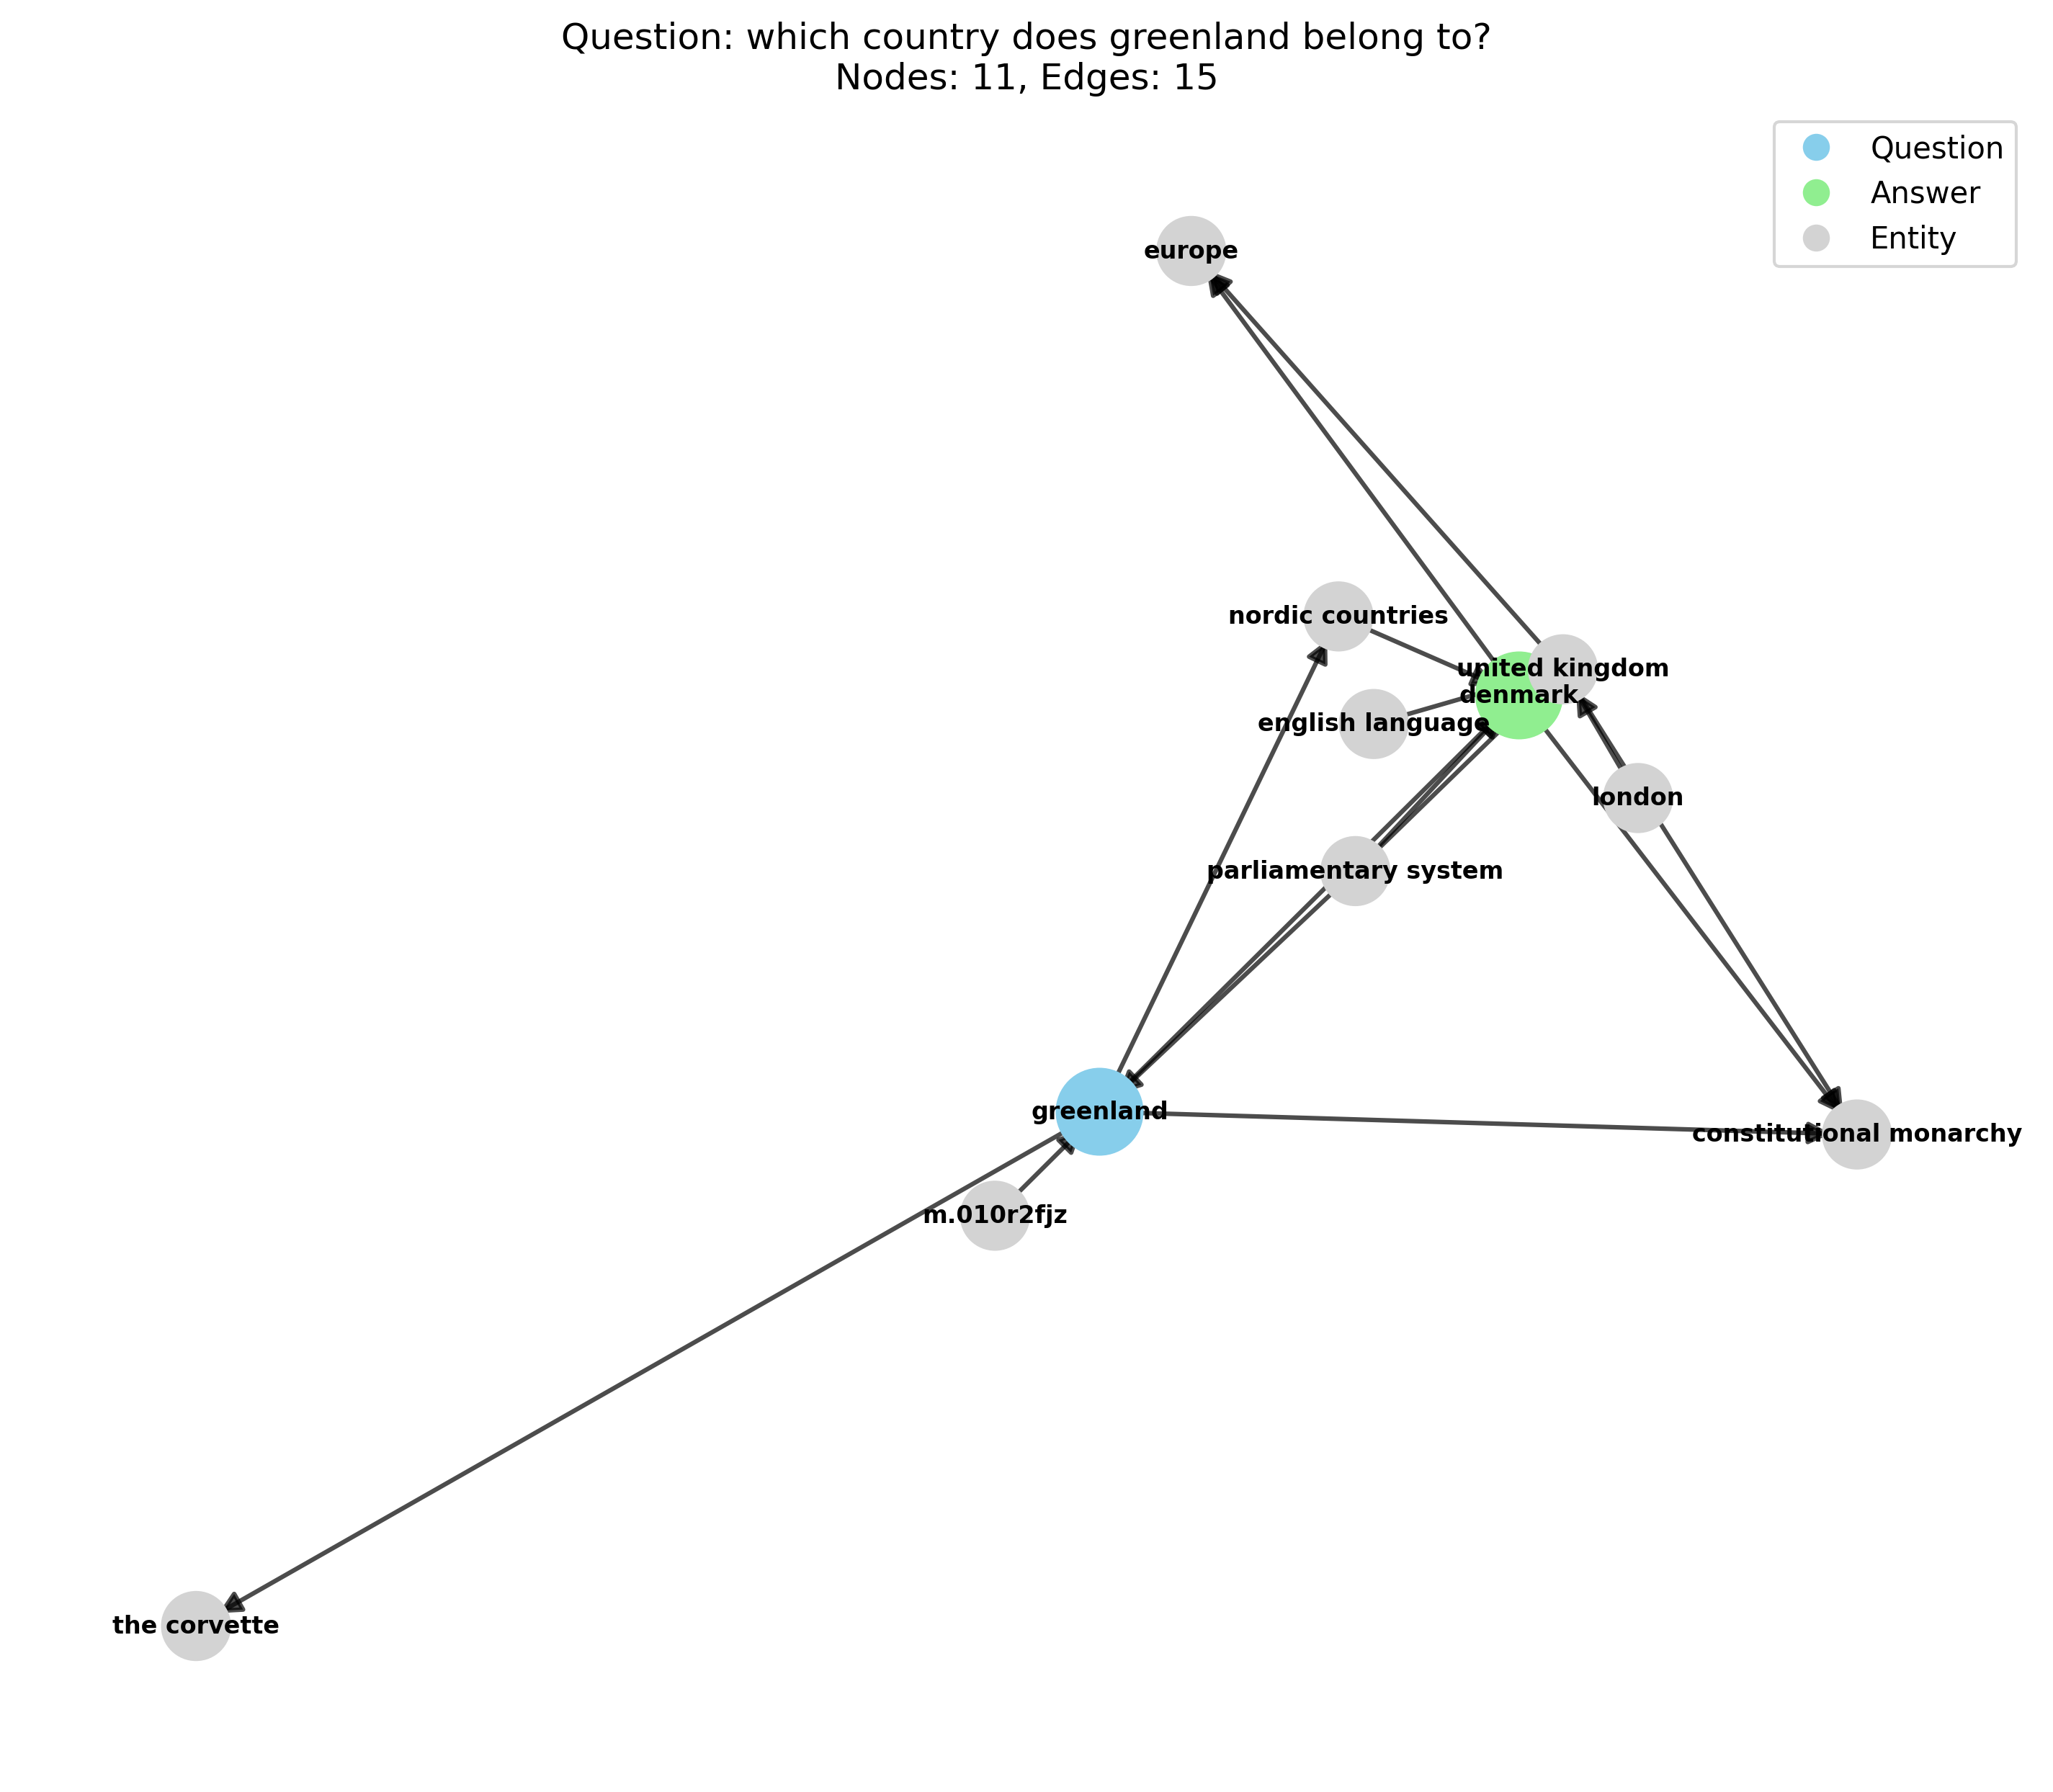 Question: which country does greenland belong to?
Nodes: 11, Edges: 15
Question
Answer
Entity
europe
nordic countries
united kingdom
denmark
english language
london
parliamentary system
greenland
constitutional monarchy
m.010r2fjz
the corvette